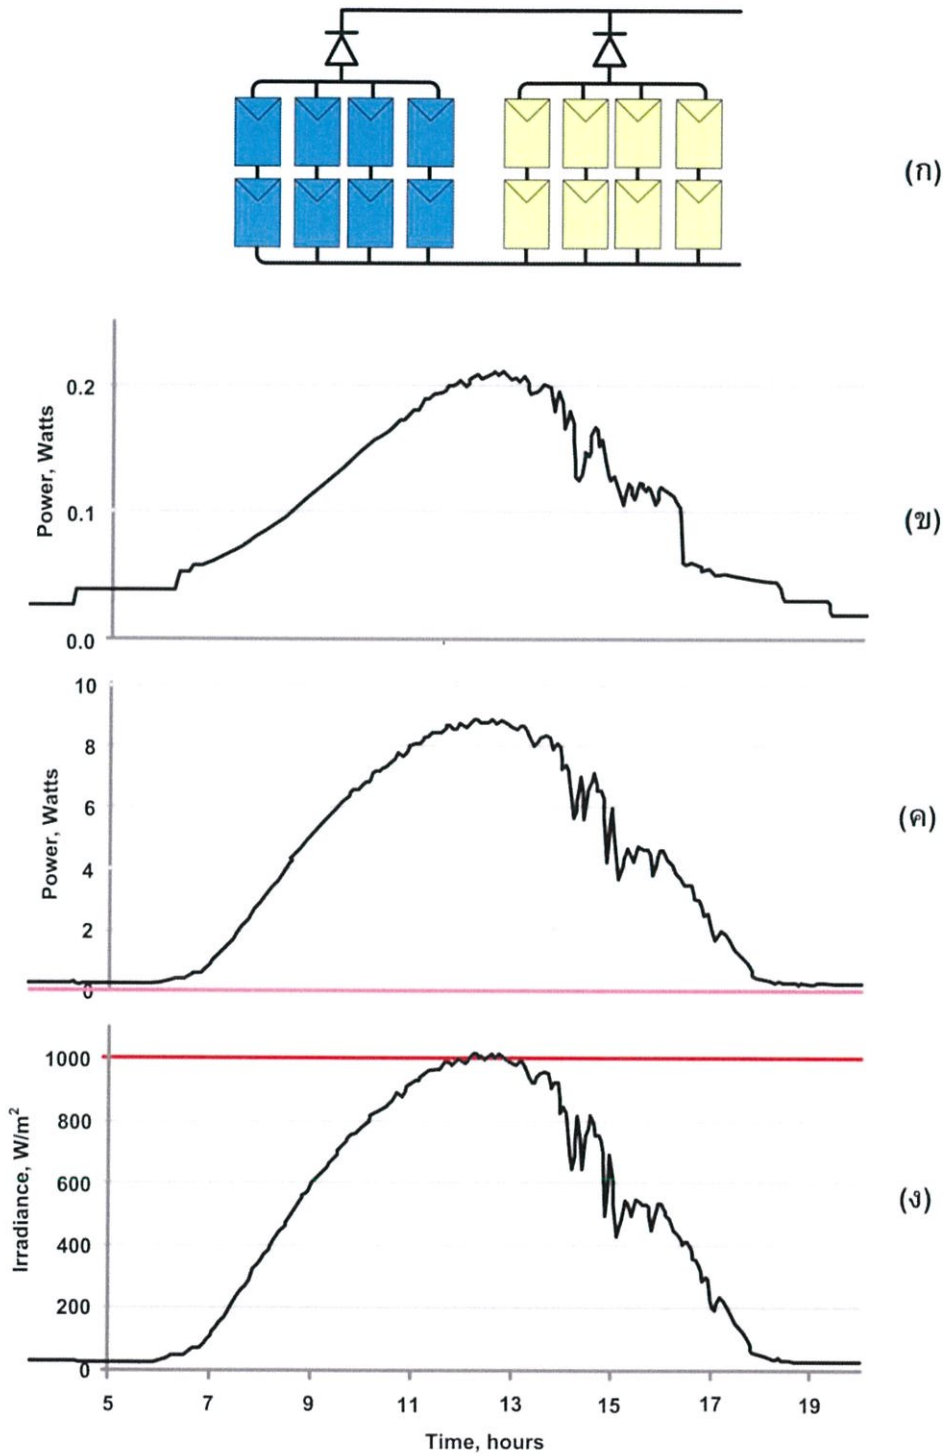 (ก)
0.2
0.1
0.0
Power, Watts
(ข)
10
8
6
4
2
0
Power, Watts
(ค)
1000
800
600
400
200
0
Irradiance, W/m²
(ง)
5 7 9 11 13 15 17 19
Time, hours